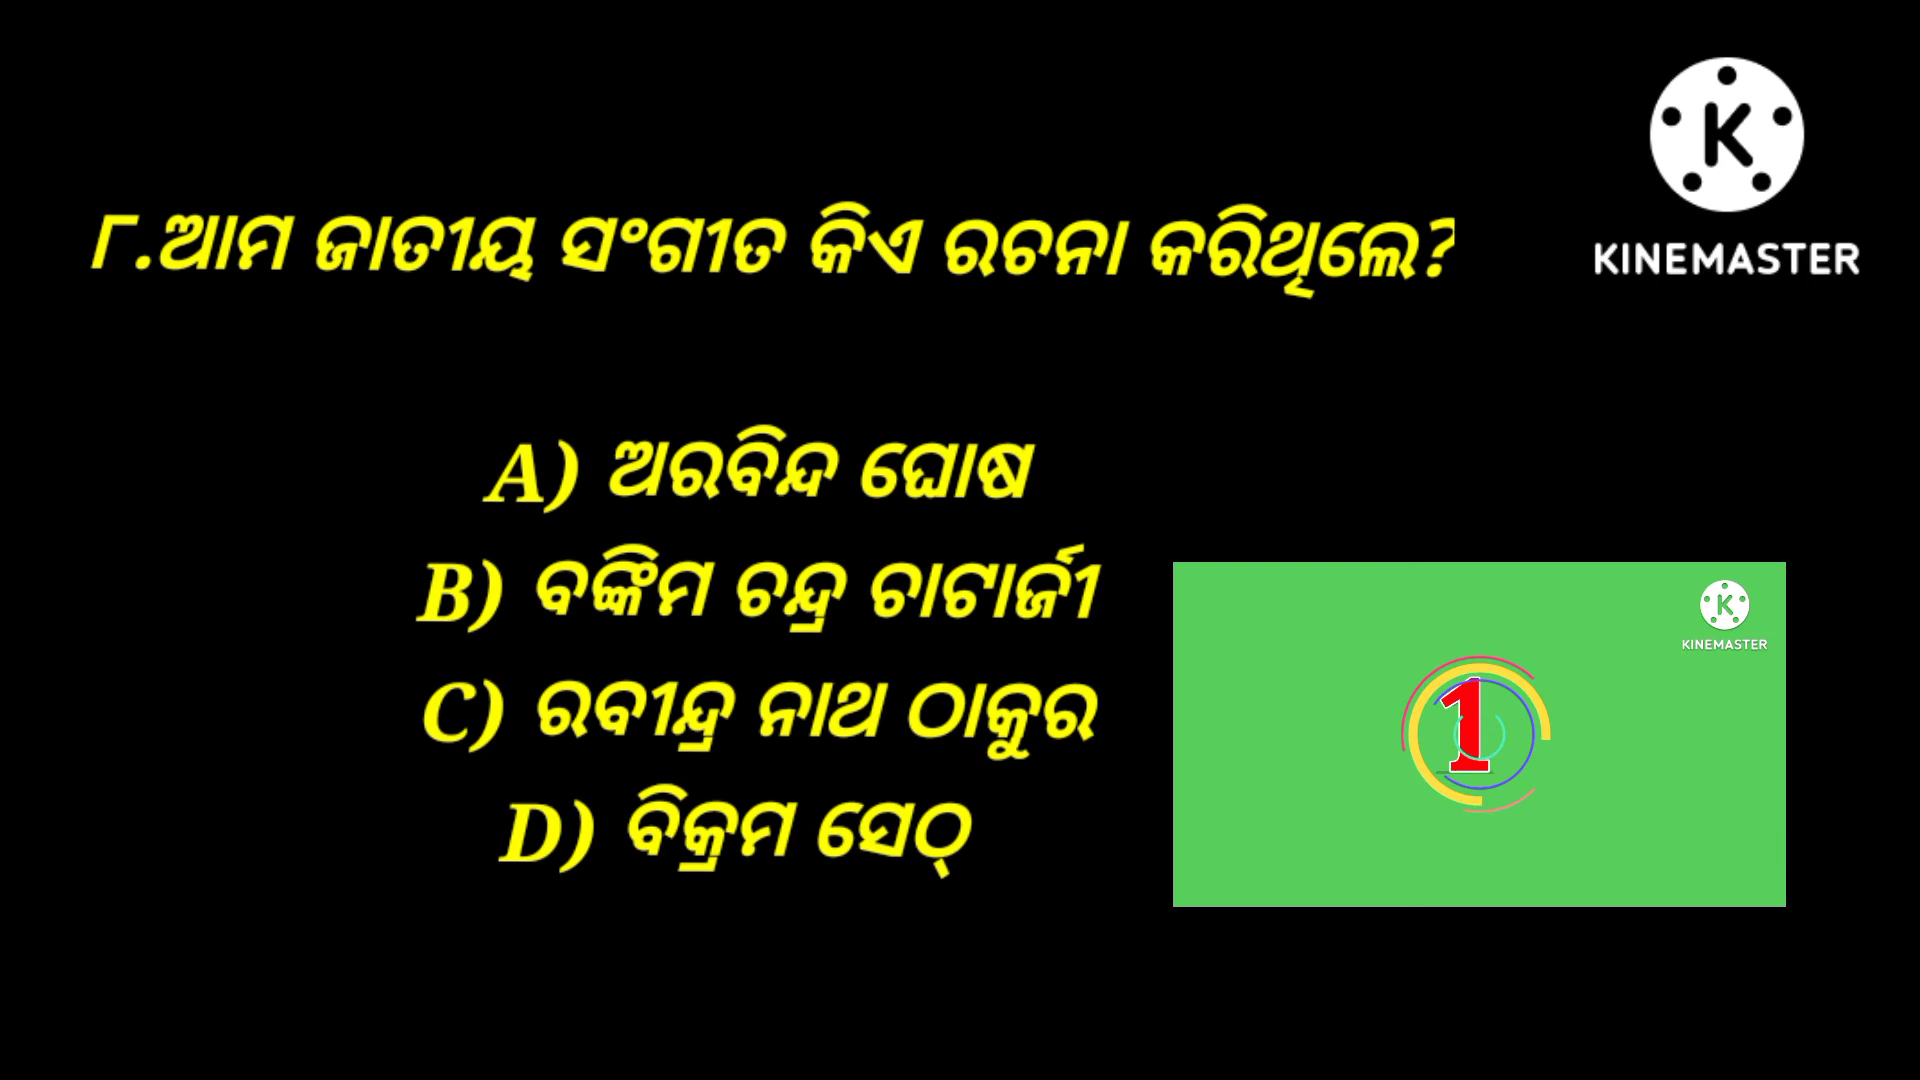 KINEMASTER
୮.ଆମ ଜାତୀୟ ସଂଗୀତ କିଏ ରଚନା କରିଥିଲେ?
A) ଅରବିନ୍ଦ ଘୋଷ
B) ବଙ୍କିମ ଚନ୍ଦ୍ର ଚାଟାର୍ଜୀ
C) ରବୀନ୍ଦ୍ର ନାଥ ଠାକୁର
D) ବିକ୍ରମ ସେଠ୍
KINEMASTER
1